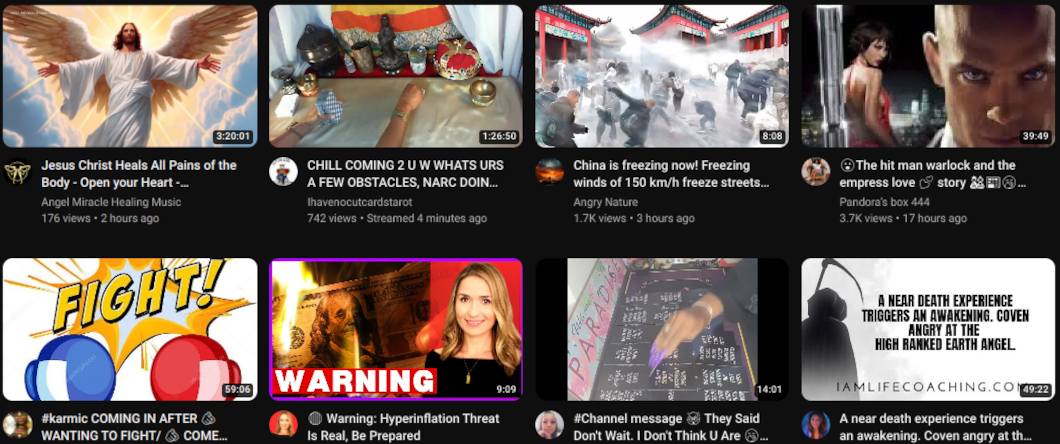 3:20:01
1:26:50
8:08
39:49
Jesus Christ Heals All Pains of the
Body - Open your Heart -...
Angel Miracle Healing Music
176 views • 2 hours ago
CHILL COMING 2 U W WHATS URS
A FEW OBSTACLES, NARC DOIN...
Ihavenocutcardstarot
742 views • Streamed 4 minutes ago
China is freezing now! Freezing
winds of 150 km/h freeze streets...
Angry Nature
1.7K views • 3 hours ago
😮The hit man warlock and the
empress love 💕 story
Pandora's box 444
3.7K views • 17 hours ago
FIGHT!
59:06
WARNING
9:09
PARADI
14:01
A NEAR DEATH EXPERIENCE
TRIGGERS AN AWAKENING. COVEN
ANGRY AT THE
HIGH RANKED EARTH ANGEL.
IAMLIFECOACHING.COM
49:22
#karmic COMING IN AFTER
WANTING TO FIGHT/ COME...
Warning: Hyperinflation Threat
Is Real, Be Prepared
#Channel message They Said
Don't Wait. I Don't Think U Are
A near death experience triggers
an awakening. Coven angry at th...